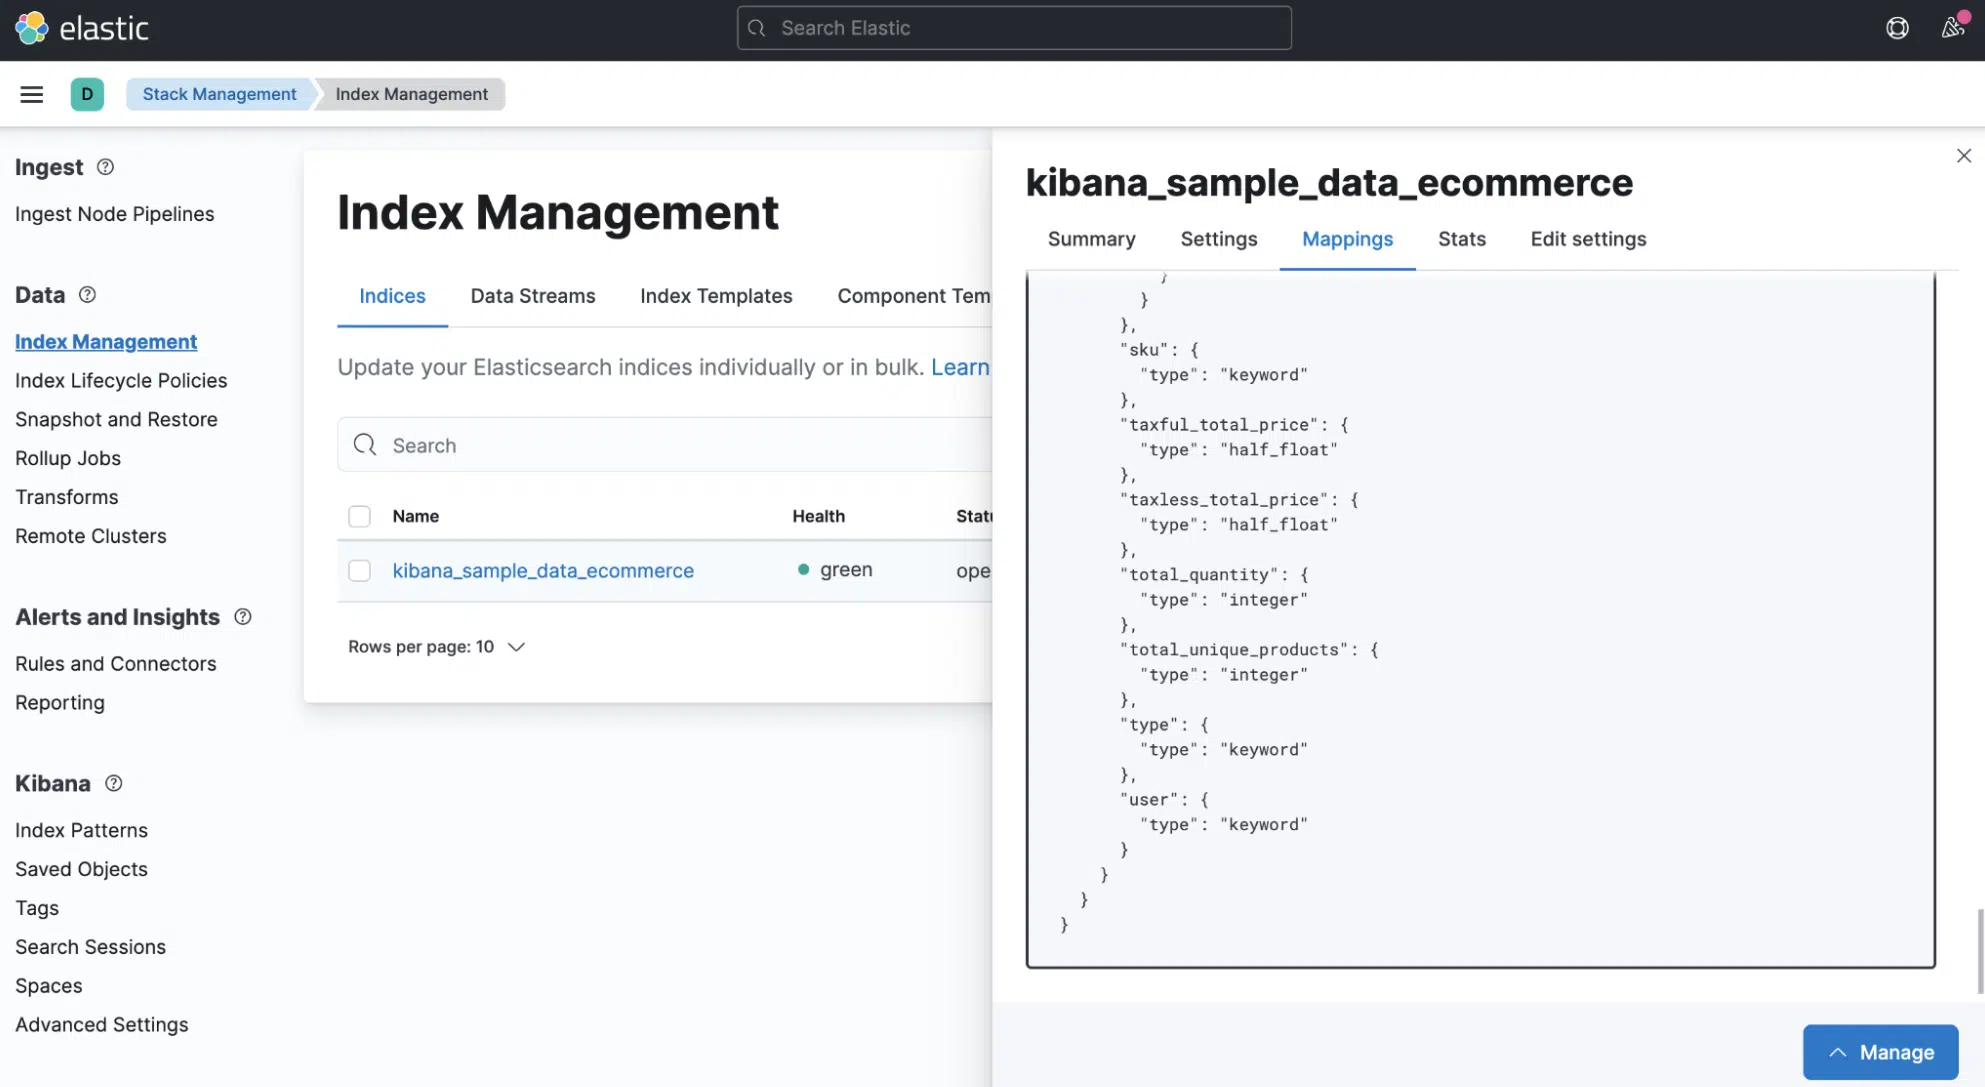 elastic
Search Elastic
D
Stack Management
Index Management
Ingest
Ingest Node Pipelines
Data
Index Management
Index Lifecycle Policies
Snapshot and Restore
Rollup Jobs
Transforms
Remote Clusters
Alerts and Insights
Rules and Connectors
Reporting
Kibana
Index Patterns
Saved Objects
Tags
Search Sessions
Spaces
Advanced Settings
Index Management
Indices Data Streams Index Templates Component Tem
Update your Elasticsearch indices individually or in bulk. Learn
Search
Name Health Statu
kibana_sample_data_ecommerce green ope
Rows per page: 10
kibana_sample_data_ecommerce
Summary Settings Mappings Stats Edit settings
}
}
},
"sku": {
"type": "keyword"
},
"taxful_total_price": {
"type": "half_float"
},
"taxless_total_price": {
"type": "half_float"
},
"total_quantity": {
"type": "integer"
},
"total_unique_products": {
"type": "integer"
},
"type": {
"type": "keyword"
},
"user": {
"type": "keyword"
}
}
}
}
Manage